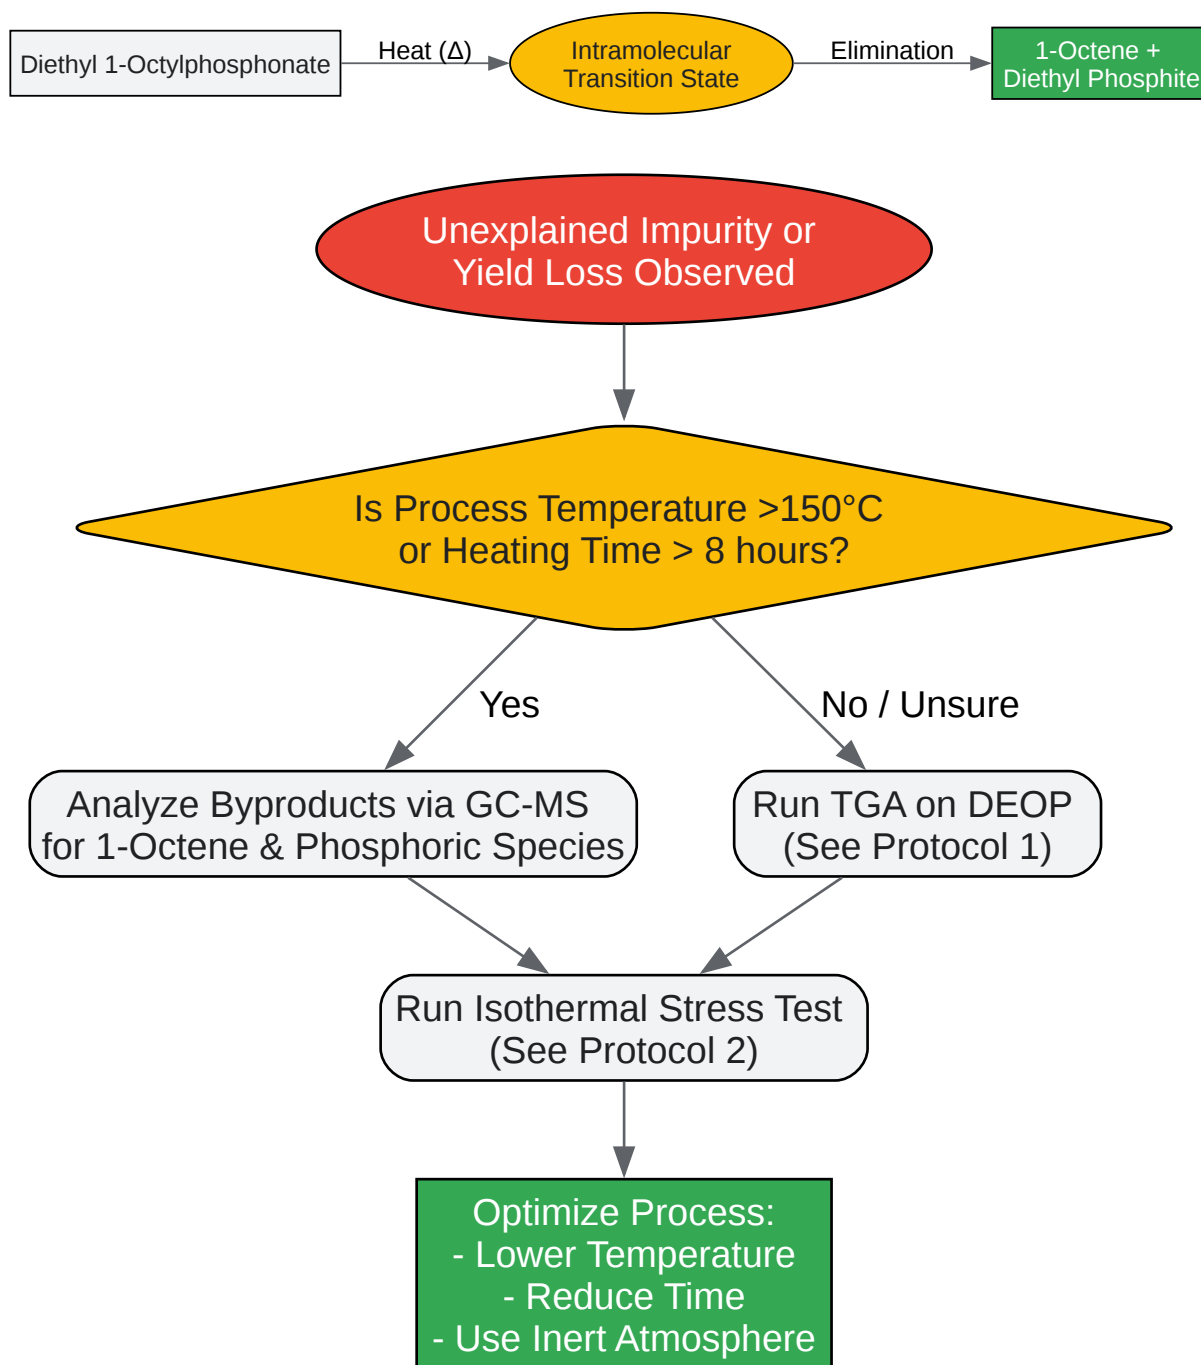 Diethyl 1-Octylphosphonate
Heat (Δ)
Intramolecular
Transition State
Elimination
1-Octene +
Diethyl Phosphite
Unexplained Impurity or
Yield Loss Observed
Is Process Temperature >150°C
or Heating Time > 8 hours?
Yes
No / Unsure
Analyze Byproducts via GC-MS
for 1-Octene & Phosphoric Species
Run TGA on DEOP
(See Protocol 1)
Run Isothermal Stress Test
(See Protocol 2)
Optimize Process:
- Lower Temperature
- Reduce Time
- Use Inert Atmosphere